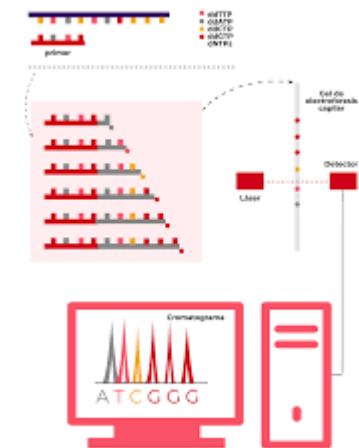 ddTTP
ddATP
ddCTP
ddGTP
dNTPs
primer
Gel de
electroforesis
capilar
Detector
Láser
Cromatograma
ATCGGG